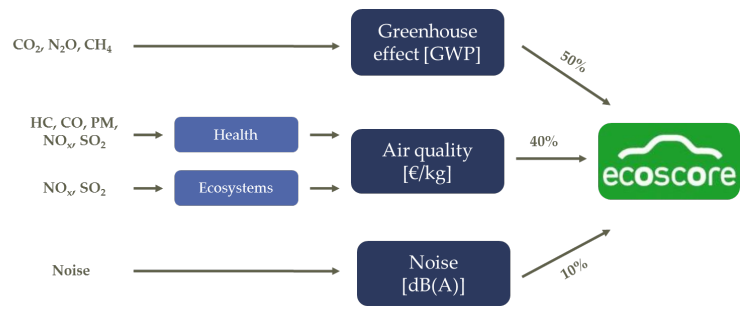 CO₂, N₂O, CH₄
Greenhouse
effect [GWP]
50%
HC, CO, PM,
NOₓ, SO₂
Health
Air quality
[€/kg]
40%
ecoscore
NOₓ, SO₂
Ecosystems
Noise
Noise
[dB(A)]
10%